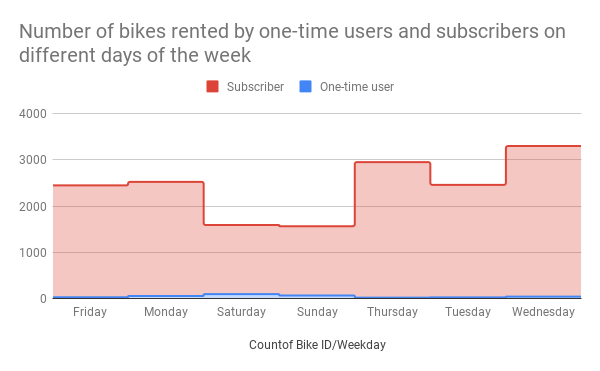 Number of bikes rented by one-time users and subscribers on
different days of the week
Subscriber One-time user
4000
3000
2000
1000
0
Friday Monday Saturday Sunday Thursday Tuesday Wednesday
Countof Bike ID/Weekday